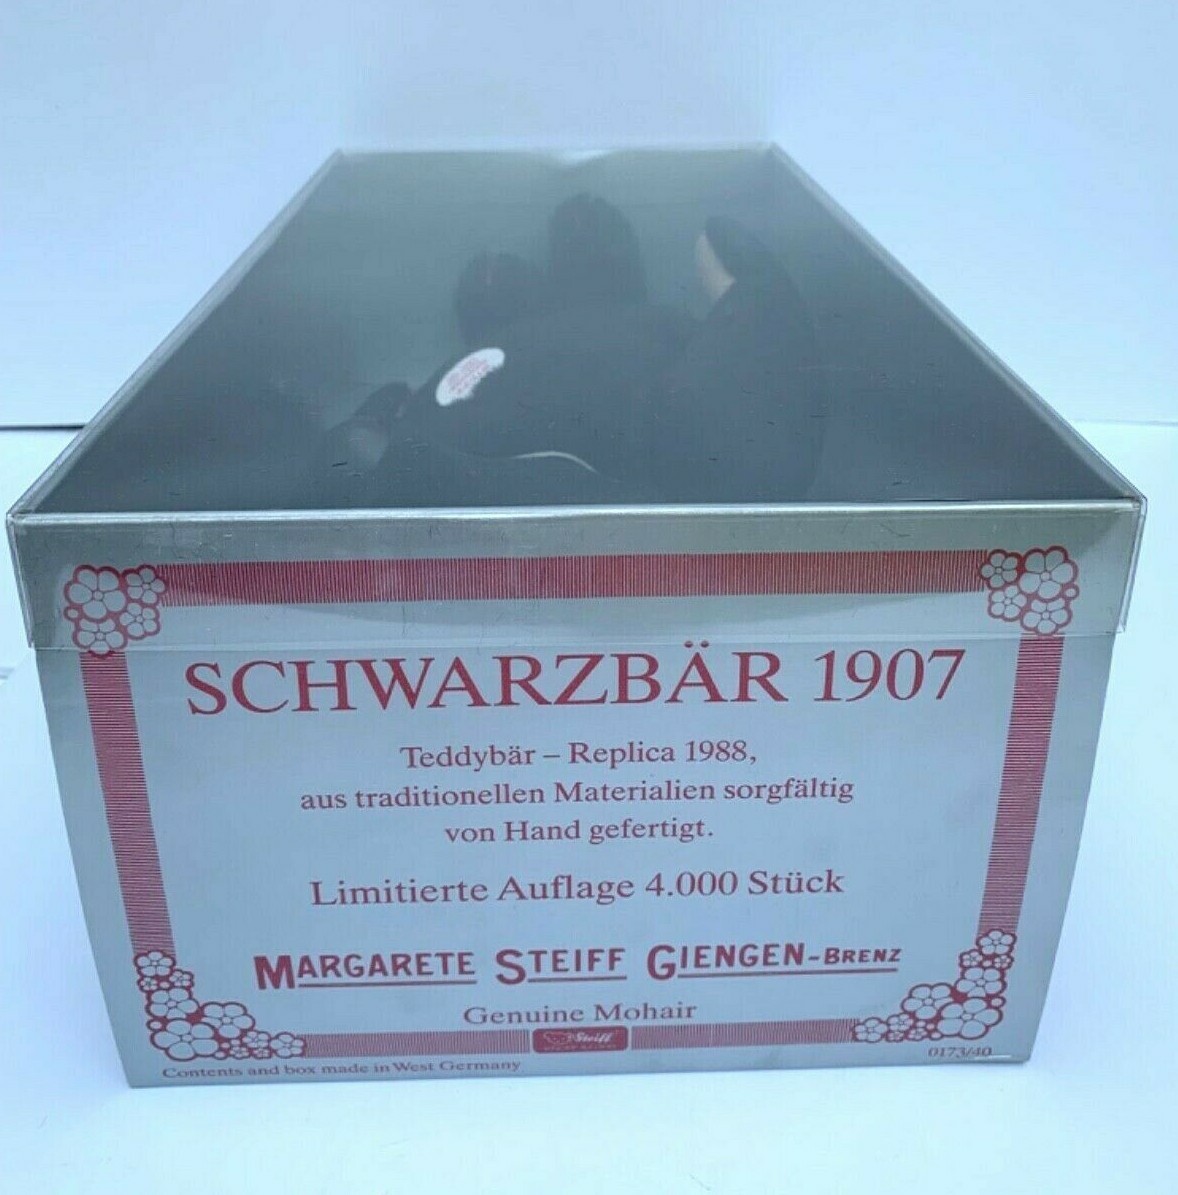 SCHWARZBÄR 1907
Teddybär – Replica 1988,
aus traditionellen Materialien sorgfältig
von Hand gefertigt.
Limitierte Auflage 4.000 Stück
MARGARETE STEIFF GIENGEN-BRENZ
Genuine Mohair
Steiff
0173/40
Contents and box made in West Germany